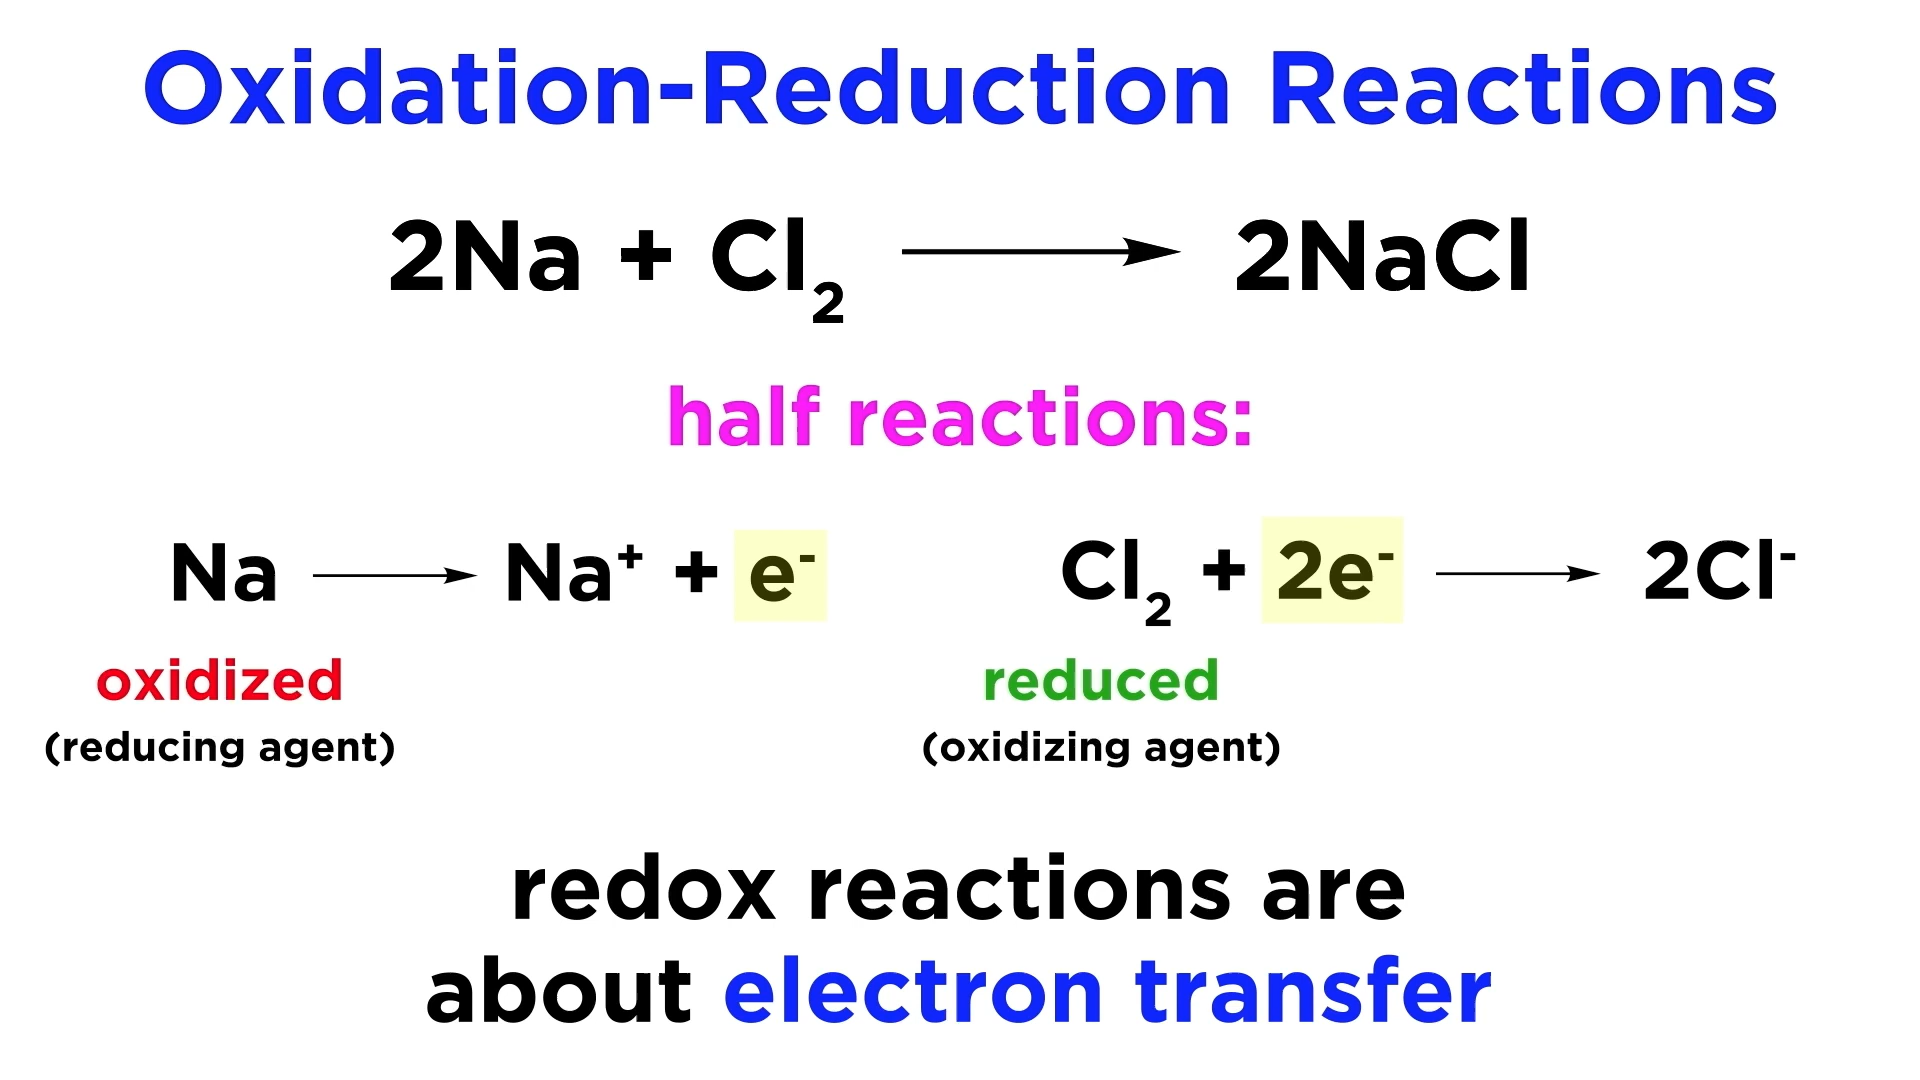 Oxidation-Reduction Reactions
2Na + Cl₂ ⟶ 2NaCl
half reactions:
Na ⟶ Na⁺ + e⁻
Cl₂ + 2e⁻ ⟶ 2Cl⁻
oxidized
(reducing agent)
reduced
(oxidizing agent)
redox reactions are
about electron transfer